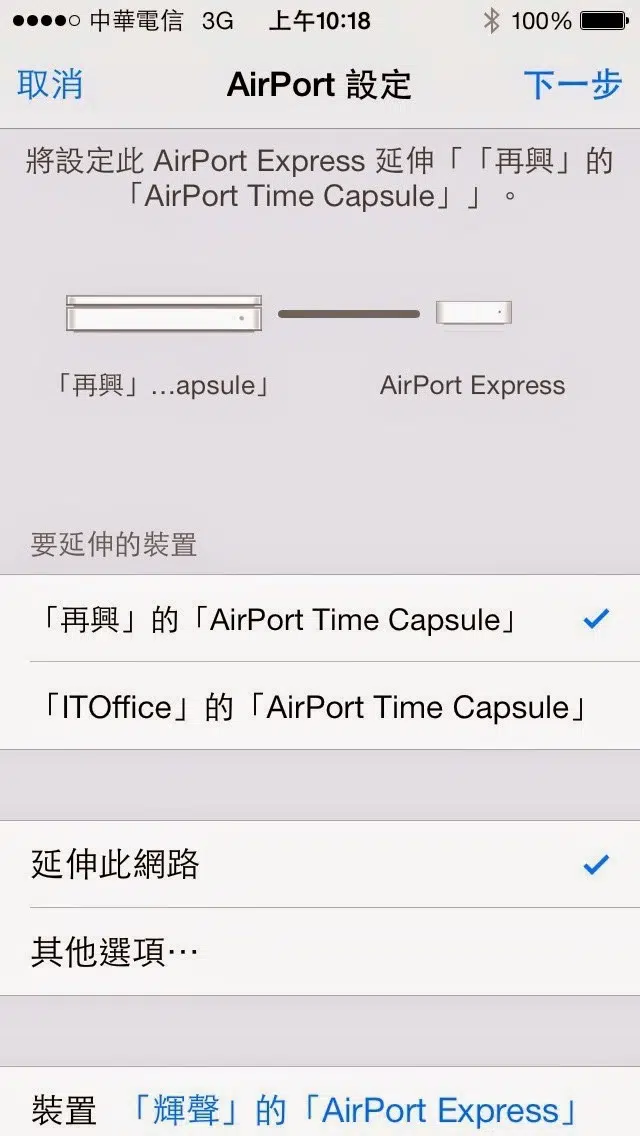 中華電信 3G 上午10:18 100%
取消 AirPort 設定 下一步
將設定此 AirPort Express 延伸「「再興」的
「AirPort Time Capsule」」。
「再興」...apsule」 AirPort Express
要延伸的裝置
「再興」的「AirPort Time Capsule」
「ITOffice」的「AirPort Time Capsule」
延伸此網路
其他選項⋯
裝置 「輝聲」的「AirPort Express」